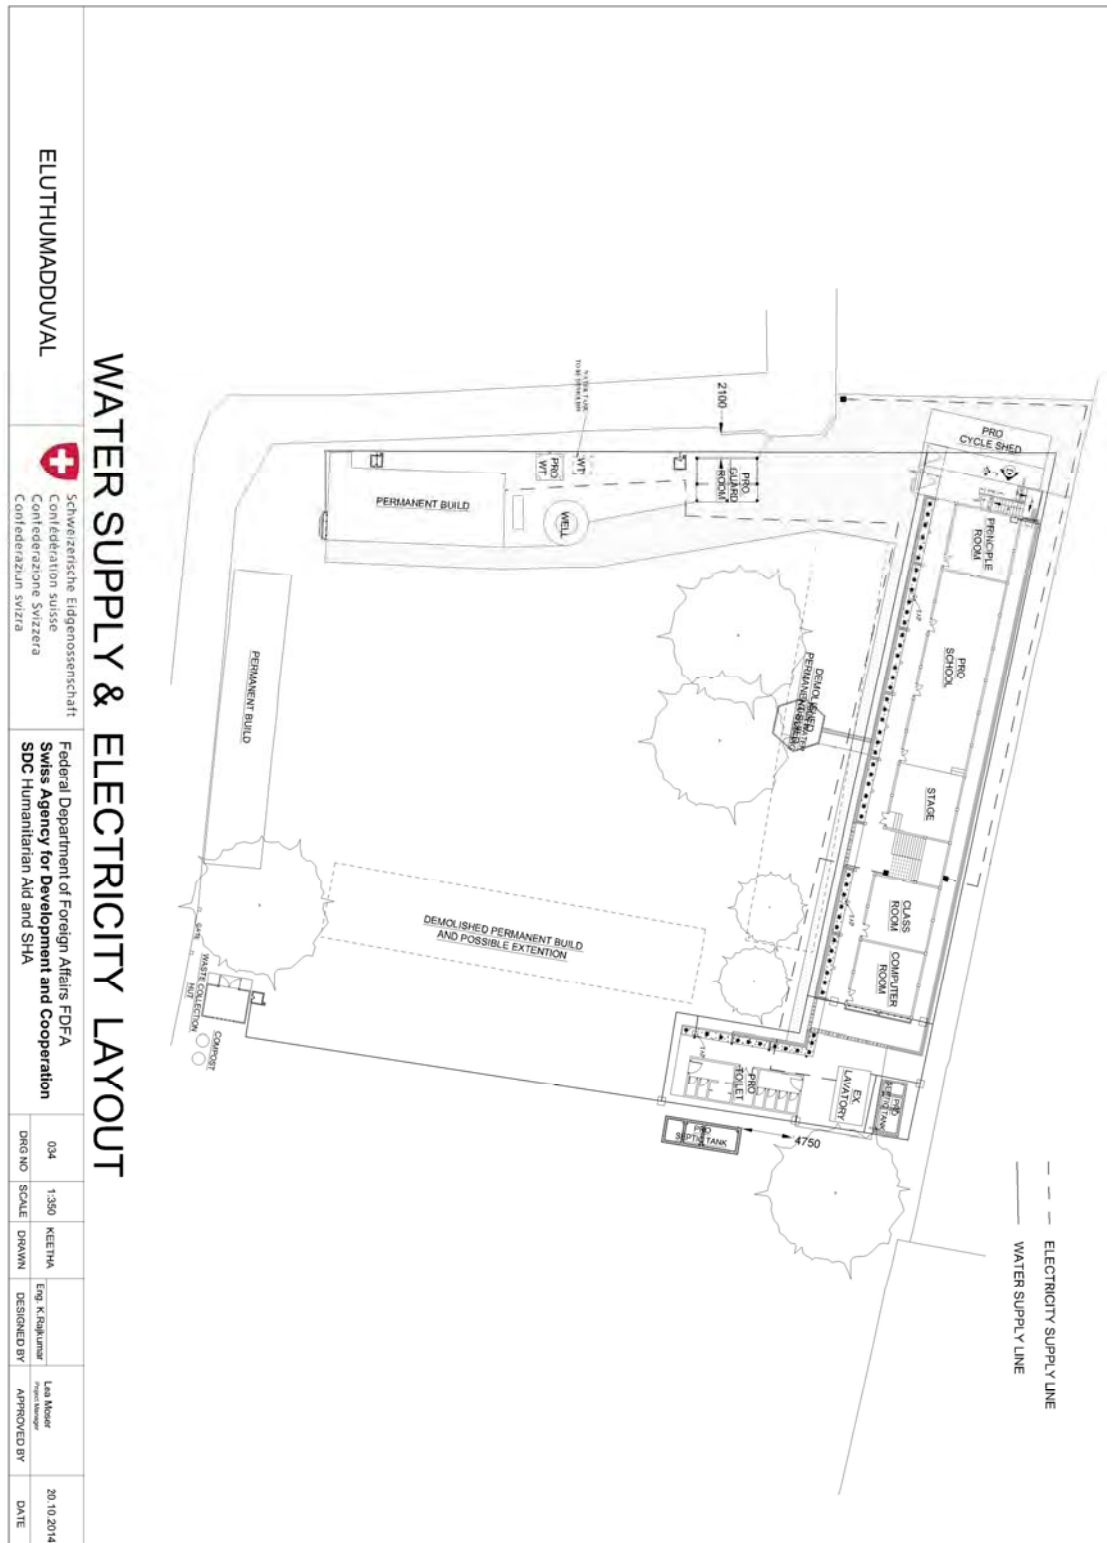 WATER SUPPLY & ELECTRICITY LAYOUT
ELECTRICITY SUPPLY LINE
WATER SUPPLY LINE
PRO
CYCLE SHED
PRINCIPLE
ROOM
PRO
SCHOOL
STAGE
CLASS
ROOM
COMPUTER
ROOM
TAP
TAP
TAP
2100
PRO
GUARD
ROOM
WT
PRO
WT
WELL
PERMANENT BUILD
PERMANENT BUILD
DEMOLISHED
DEMOLISHED PERMANENT BUILD
AND POSSIBLE EXTENTION
PRO
TOILET
EX
LAVATORY
PRO
SEPTIC TANK
PRO
SEPTIC TANK
4750
GATE
WASTE COLLECTION
HUT
COMPOST
ELUTHUMADDUVAL
Schweizerische Eidgenossenschaft
Confédération suisse
Confederazione Svizzera
Confederaziun svizra
Federal Department of Foreign Affairs FDFA
Swiss Agency for Development and Cooperation
SDC Humanitarian Aid and SHA
034
DRG NO
1:350
SCALE
KEETHA
DRAWN
Eng. K.Rajkumar
DESIGNED BY
Lea Moser
Project Manager
APPROVED BY
20.10.2014
DATE